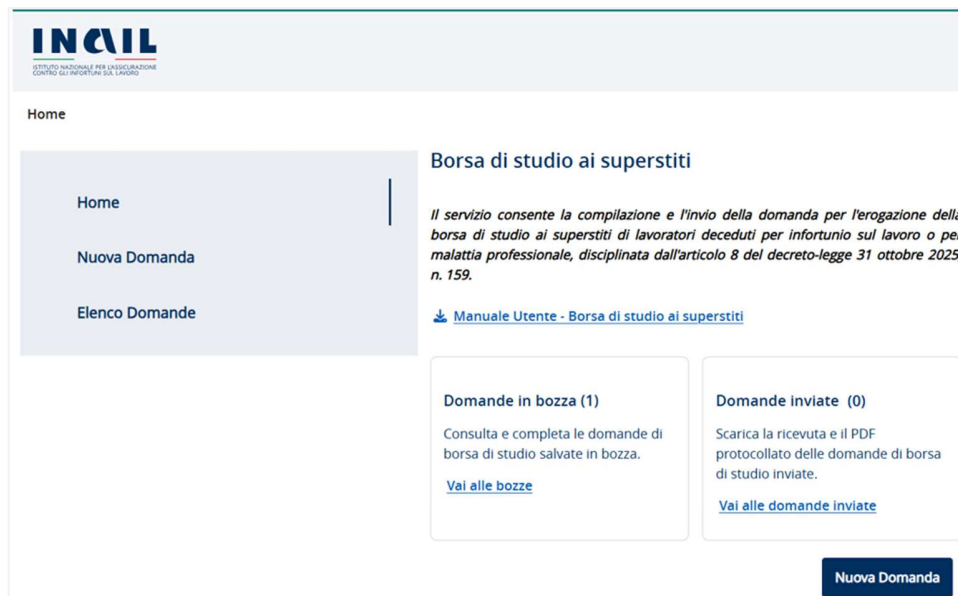 INAIL
ISTITUTO NAZIONALE PER L'ASSICURAZIONE
CONTRO GLI INFORTUNI SUL LAVORO
Home
Home
Nuova Domanda
Elenco Domande
Borsa di studio ai superstiti
Il servizio consente la compilazione e l'invio della domanda per l'erogazione della
borsa di studio ai superstiti di lavoratori deceduti per infortunio sul lavoro o per
malattia professionale, disciplinata dall'articolo 8 del decreto-legge 31 ottobre 2025
n. 159.
Manuale Utente - Borsa di studio ai superstiti
Domande in bozza (1)
Consulta e completa le domande di
borsa di studio salvate in bozza.
Vai alle bozze
Domande inviate (0)
Scarica la ricevuta e il PDF
protocollato delle domande di borsa
di studio inviate.
Vai alle domande inviate
Nuova Domanda